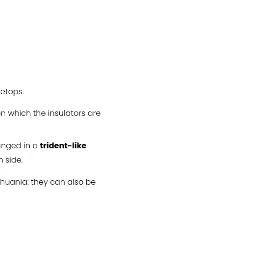 etops.
n which the insulators are
nged in a trident-like
n side.
huania; they can also be